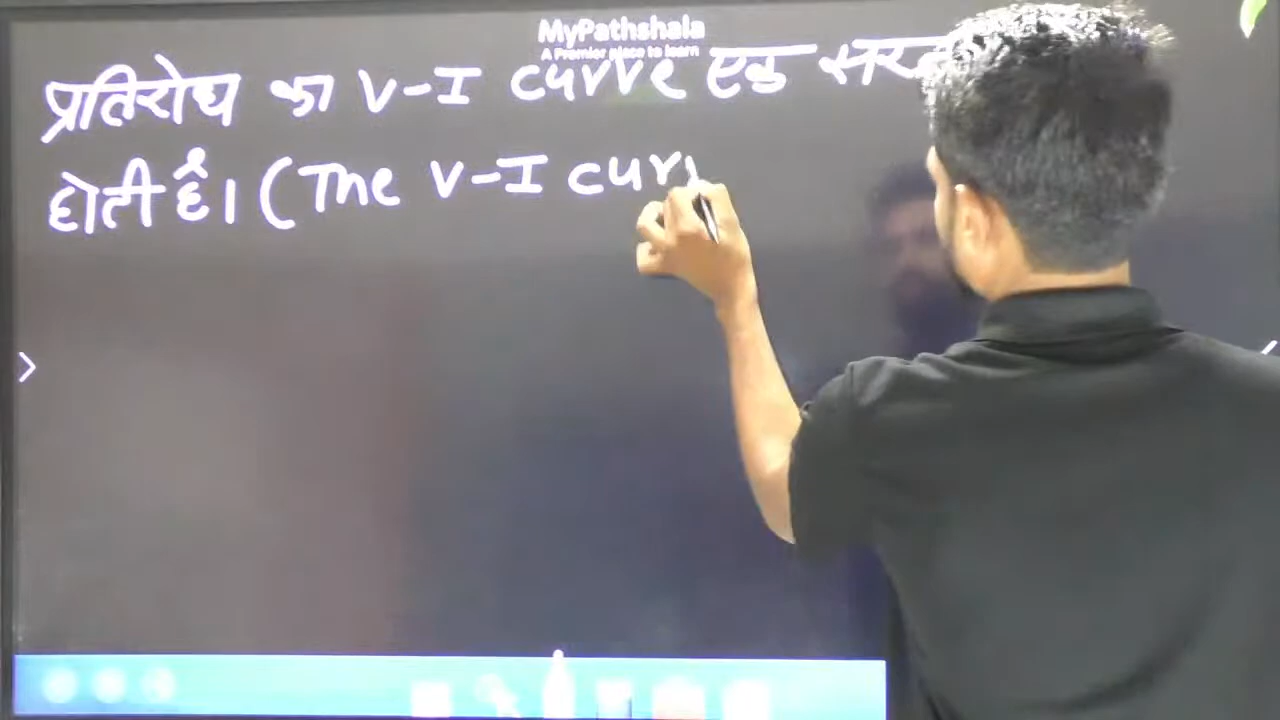 MyPathshala
A Premier place to learn
प्रतिरोध का V-I curve एक
होती है। (The V-I curv